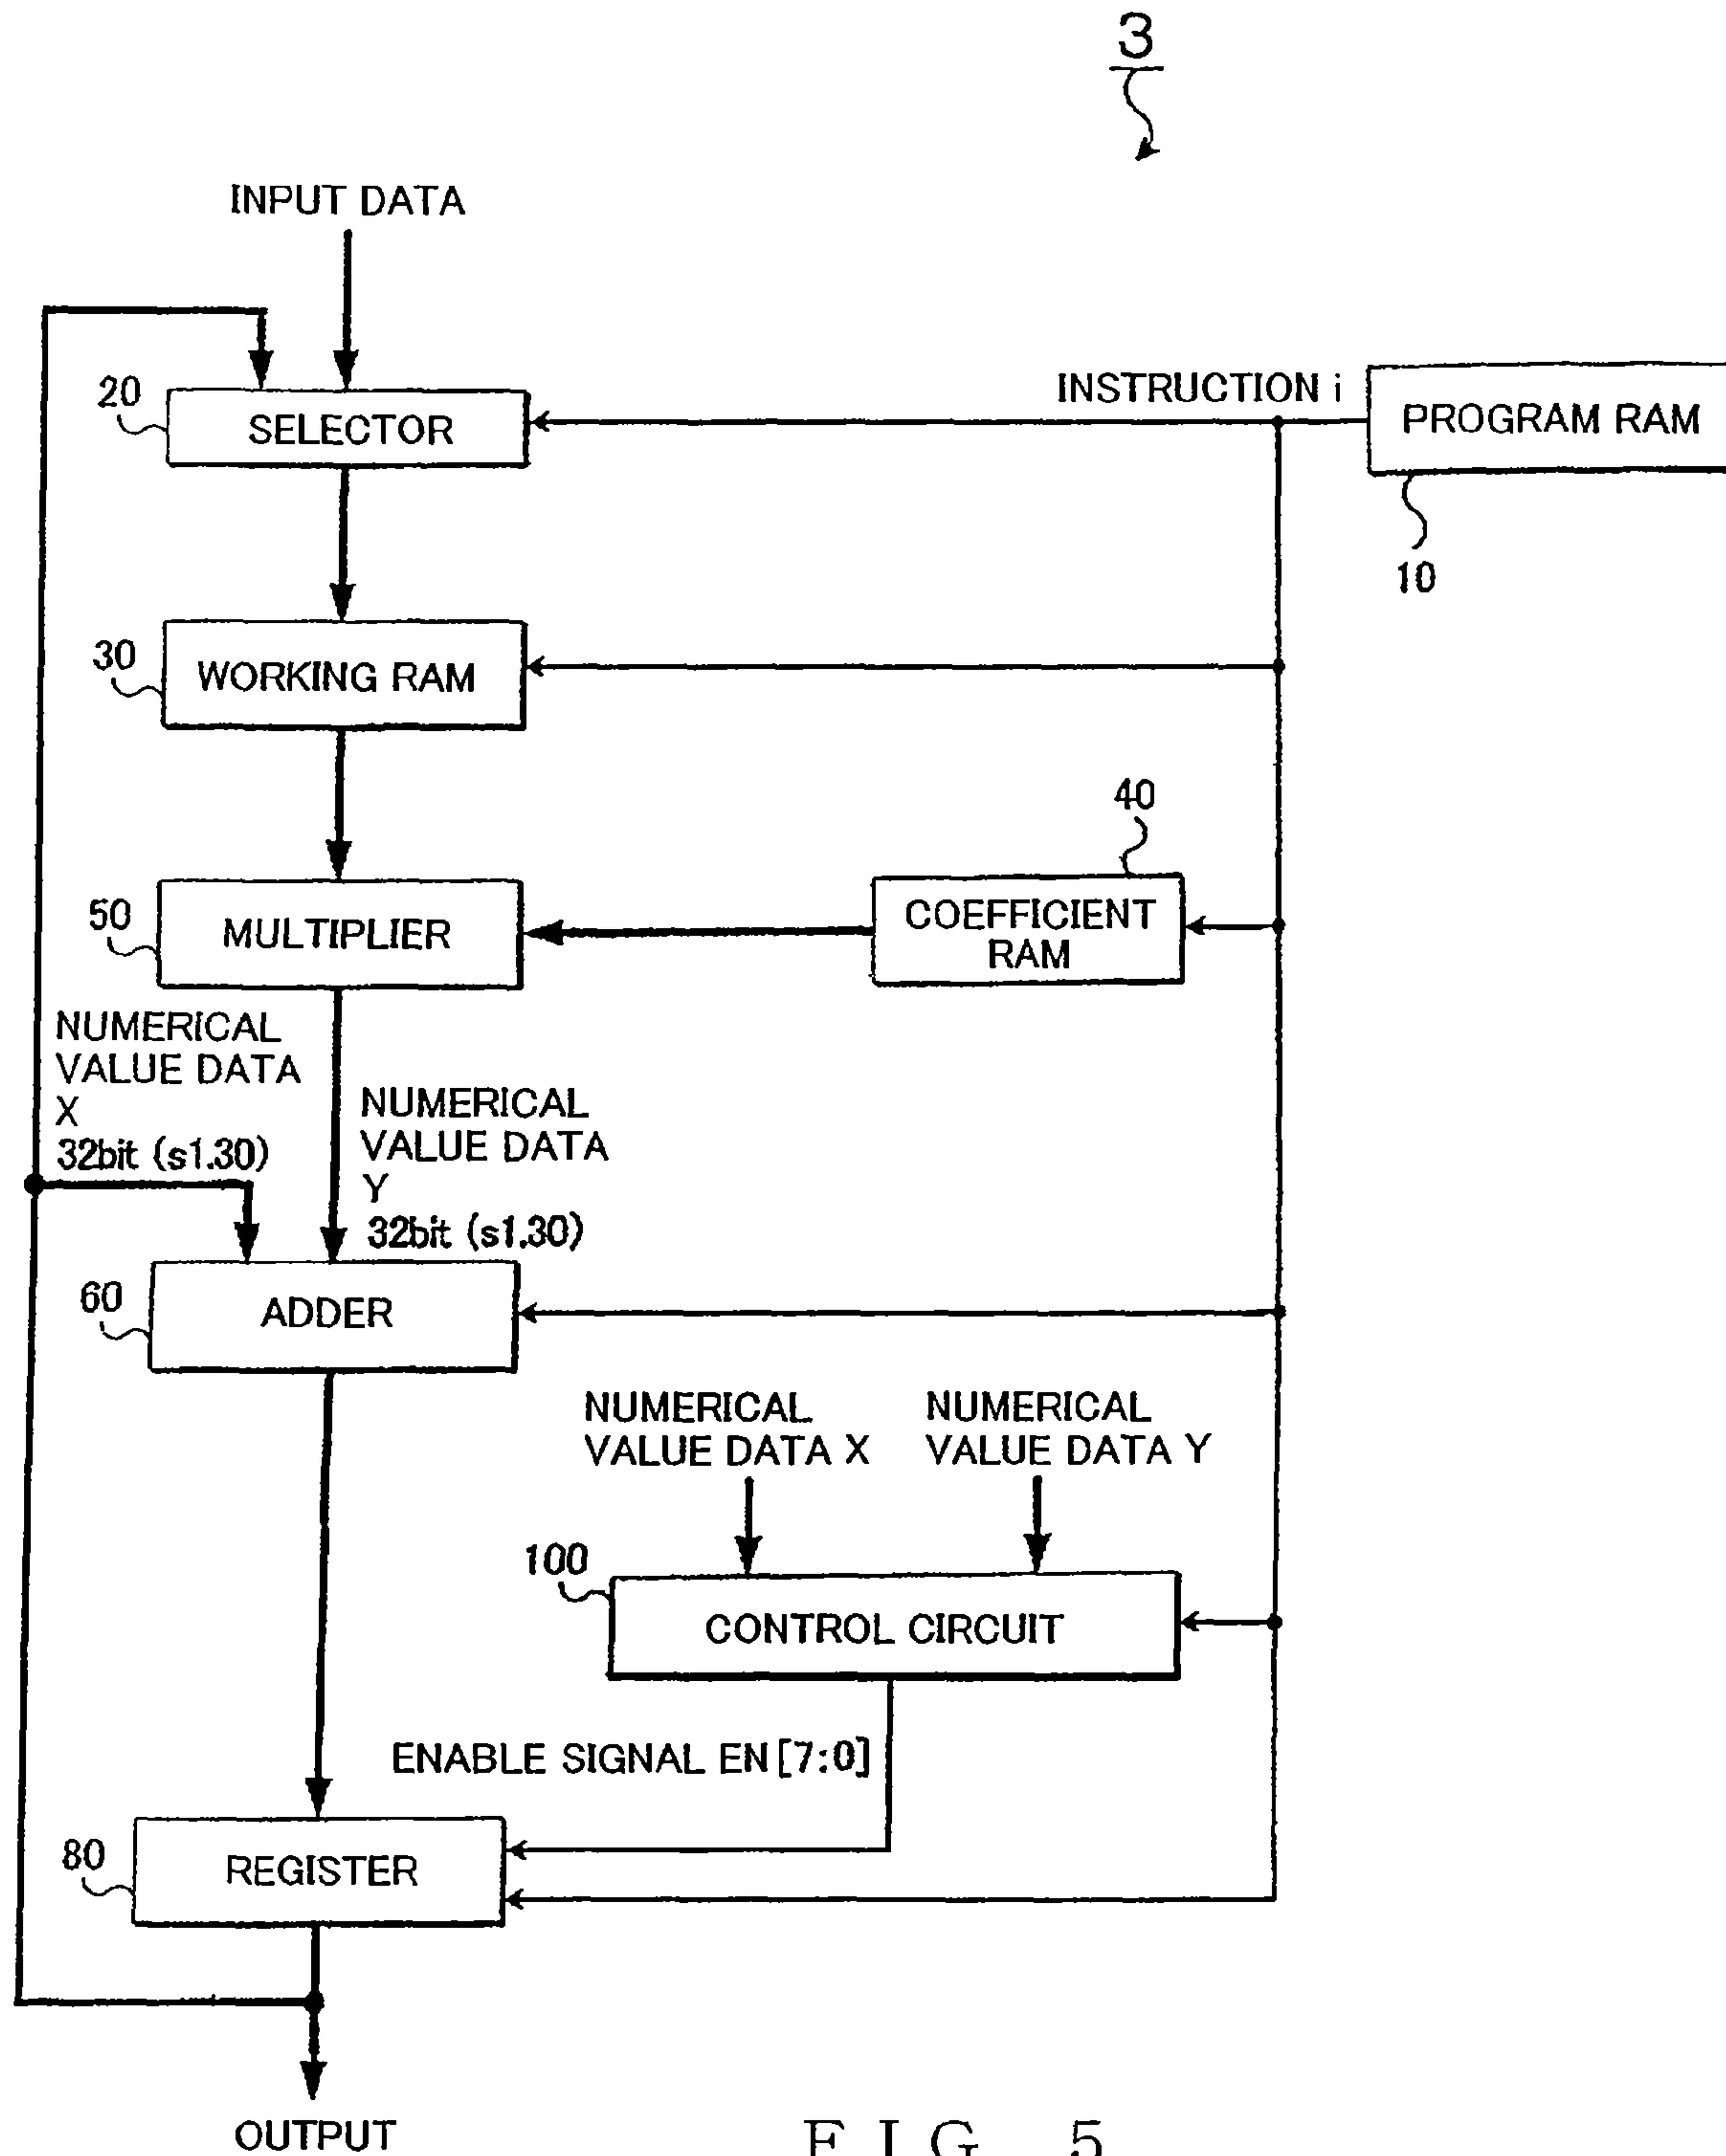 3
INPUT DATA
20
SELECTOR
INSTRUCTION i
PROGRAM RAM
10
30
WORKING RAM
40
50
MULTIPLIER
COEFFICIENT
RAM
NUMERICAL
VALUE DATA
X
32bit (s1.30)
NUMERICAL
VALUE DATA
Y
32bit (s1.30)
60
ADDER
NUMERICAL
VALUE DATA X
NUMERICAL
VALUE DATA Y
100
CONTROL CIRCUIT
ENABLE SIGNAL EN [7:0]
80
REGISTER
OUTPUT
FIG. 5